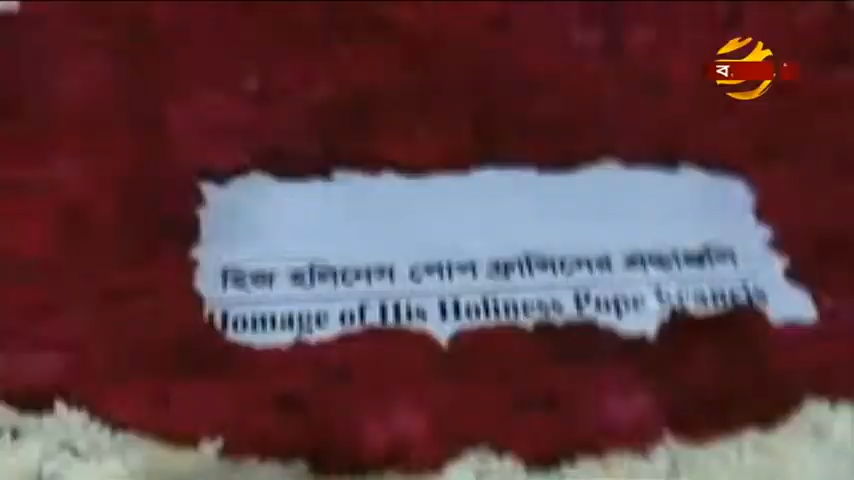 হিজ হলিনেস পোপ ফ্রান্সিসের শ্রদ্ধাঞ্জলি
Homage of His Holiness Pope Francis